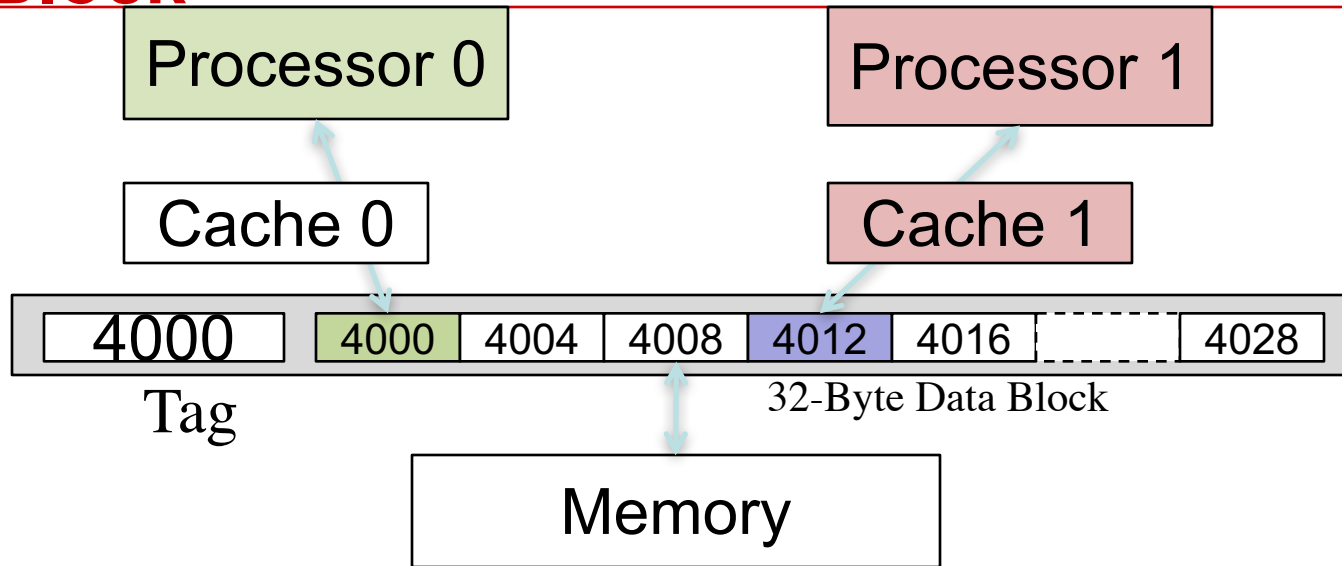 Processor 0
Processor 1
Cache 0
Cache 1
4000
4000 4004 4008 4012 4016 4028
Tag
32-Byte Data Block
Memory